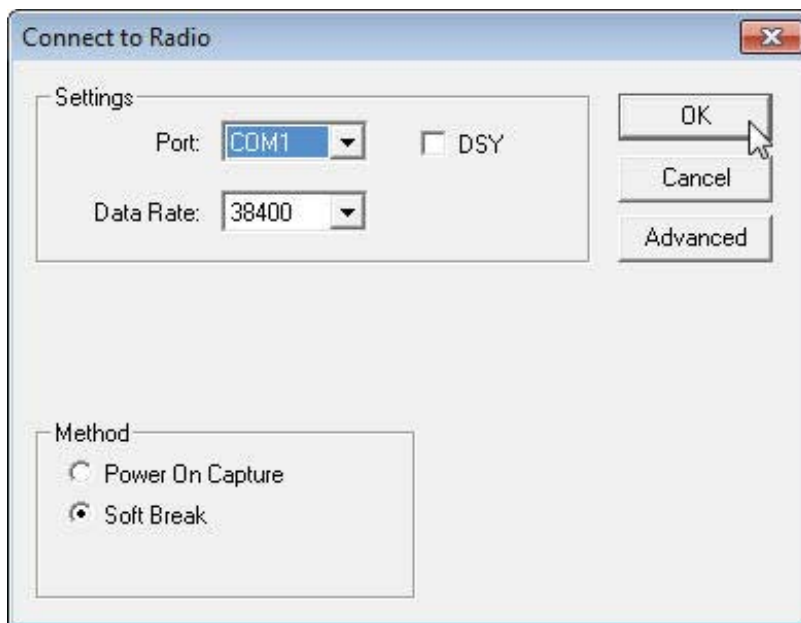 Connect to Radio
Settings
Port: COM1 DSY
Data Rate: 38400
OK
Cancel
Advanced
Method
Power On Capture
Soft Break